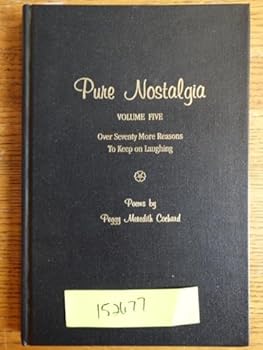 Pure Nostalgia
VOLUME FIVE
Over Seventy More Reasons
To Keep on Laughing
Poems by
Peggy Meredith Cochard
152677